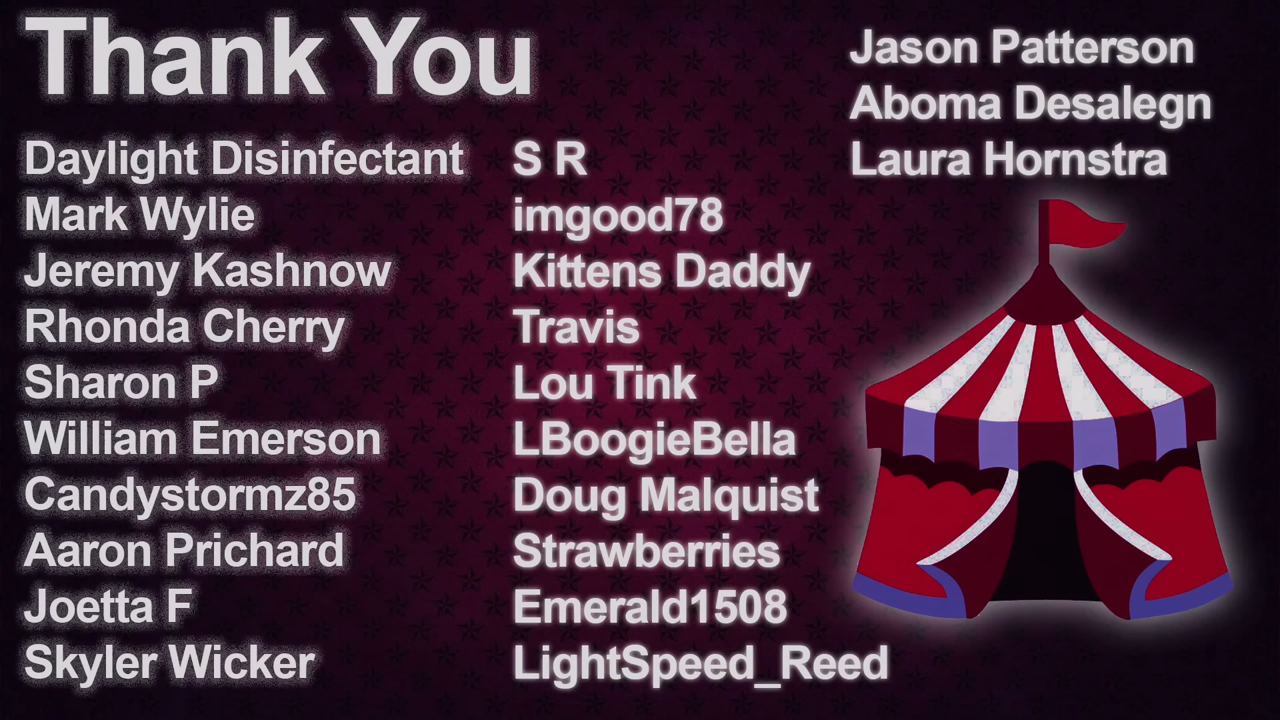 Thank You
Daylight Disinfectant
Mark Wylie
Jeremy Kashnow
Rhonda Cherry
Sharon P
William Emerson
Candystormz85
Aaron Prichard
Joetta F
Skyler Wicker
S R
imgood78
Kittens Daddy
Travis
Lou Tink
LBoogieBella
Doug Malquist
Strawberries
Emerald1508
LightSpeed_Reed
Jason Patterson
Aboma Desalegn
Laura Hornstra